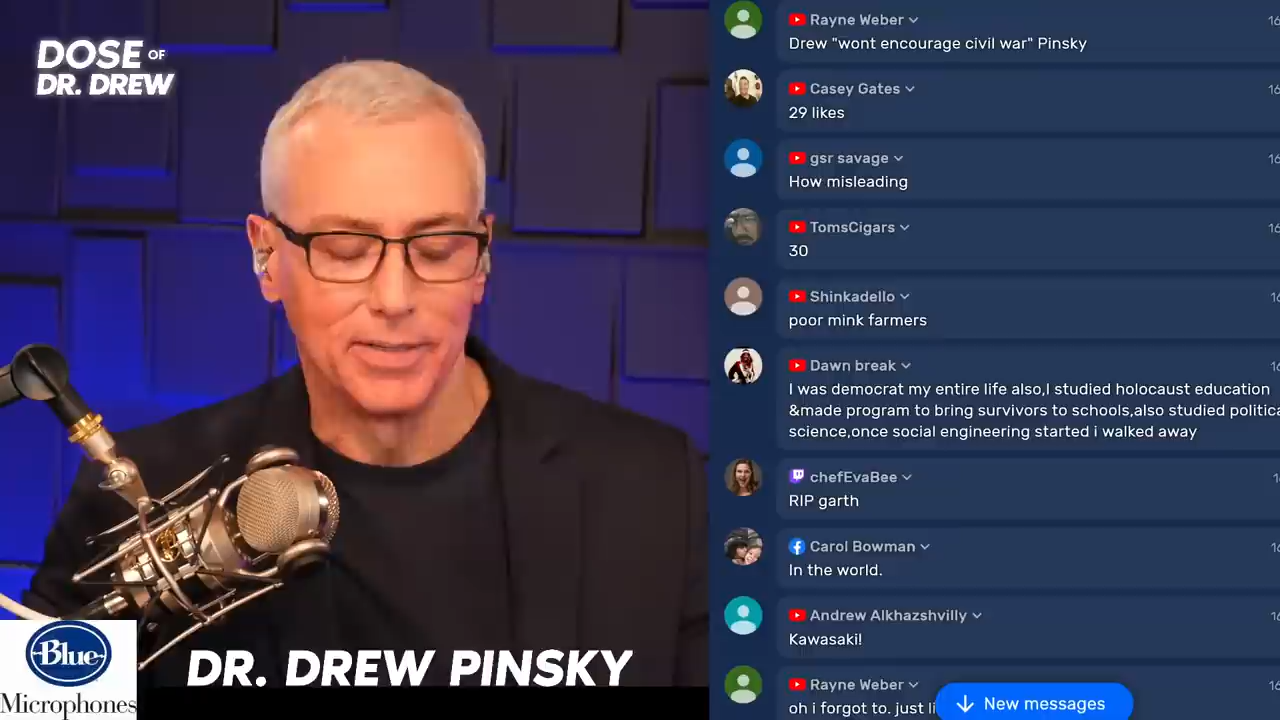 DOSE OF
DR. DREW
Blue
Microphones
DR. DREW PINSKY
Rayne Weber
Drew "wont encourage civil war" Pinsky
Casey Gates
29 likes
gsr savage
How misleading
TomsCigars
30
Shinkadello
poor mink farmers
Dawn break
I was democrat my entire life also,I studied holocaust education
&made program to bring survivors to schools,also studied
science,once social engineering started i walked away
chefEvaBee
RIP garth
Carol Bowman
In the world.
Andrew Alkhazshvilly
Kawasaki!
Rayne Weber
oh i forgot to. just
New messages